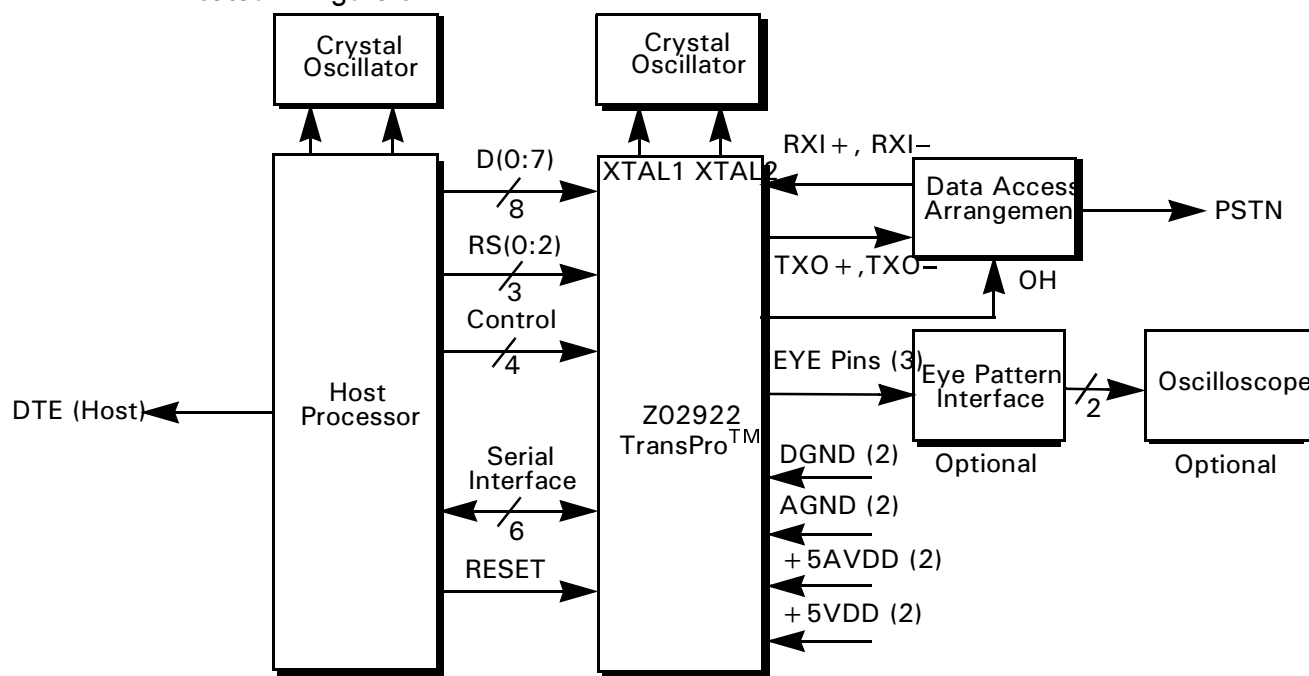 Crystal
Oscillator
Crystal
Oscillator
D(0:7)
8
RS(0:2)
3
Control
4
XTAL1 XTAL2
RXI+, RXI–
Data Access
Arrangement
PSTN
TXO+,TXO–
OH
EYE Pins (3)
Eye Pattern
Interface
2
Oscilloscope
Optional
Optional
DTE (Host)
Host
Processor
Z02922
TransPro™
Serial
Interface
6
RESET
DGND (2)
AGND (2)
+5AVDD (2)
+5VDD (2)